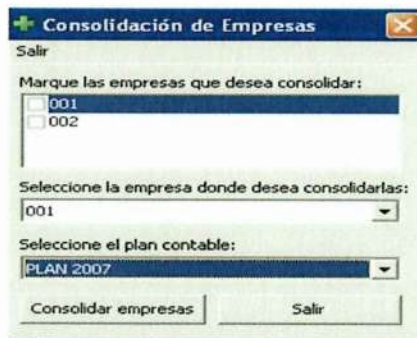 Consolidación de Empresas
Salir
Marque las empresas que desea consolidar:
001
002
Seleccione la empresa donde desea consolidarlas:
001
Seleccione el plan contable:
PLAN 2007
Consolidar empresas
Salir